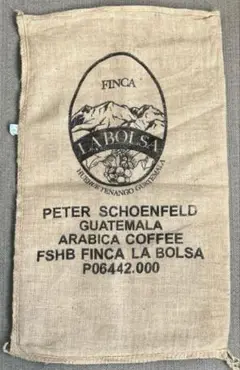 FINCA
LA BOLSA
HUEHUETENANGO GUATEMALA
PETER SCHOENFELD
GUATEMALA
ARABICA COFFEE
FSHB FINCA LA BOLSA
P06442.000